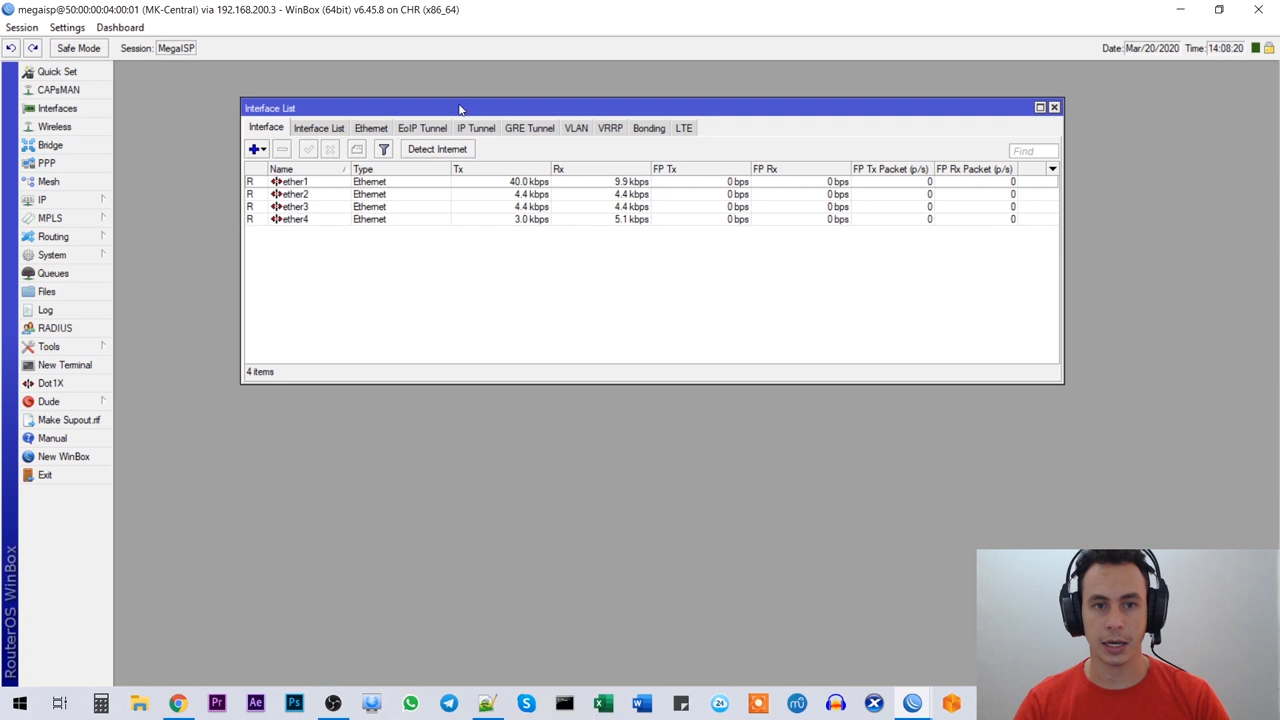 megaisp@50:00:00:04:00:01 (MK-Central) via 192.168.200.3 - WinBox (64bit) v6.45.8 on CHR (x86_64)
Session Settings Dashboard
Safe Mode Session: MegaISP Date: Mar/20/2020 Time: 14:08:20
Quick Set
CAPsMAN
Interfaces
Wireless
Bridge
PPP
Mesh
IP
MPLS
Routing
System
Queues
Files
Log
RADIUS
Tools
New Terminal
Dot1X
Dude
Make Supout.rif
Manual
New WinBox
Exit
RouterOS WinBox
Interface List
Interface Interface List Ethernet EoIP Tunnel IP Tunnel GRE Tunnel VLAN VRRP Bonding LTE
Detect Internet Find
Name Type Tx Rx FP Tx FP Rx FP Tx Packet (p/s) FP Rx Packet (p/s)
R ether1 Ethernet 40.0 kbps 9.9 kbps 0 bps 0 bps 0 0
R ether2 Ethernet 4.4 kbps 4.4 kbps 0 bps 0 bps 0 0
R ether3 Ethernet 4.4 kbps 4.4 kbps 0 bps 0 bps 0 0
R ether4 Ethernet 3.0 kbps 5.1 kbps 0 bps 0 bps 0 0
4 items
Pr Ae Ps 24